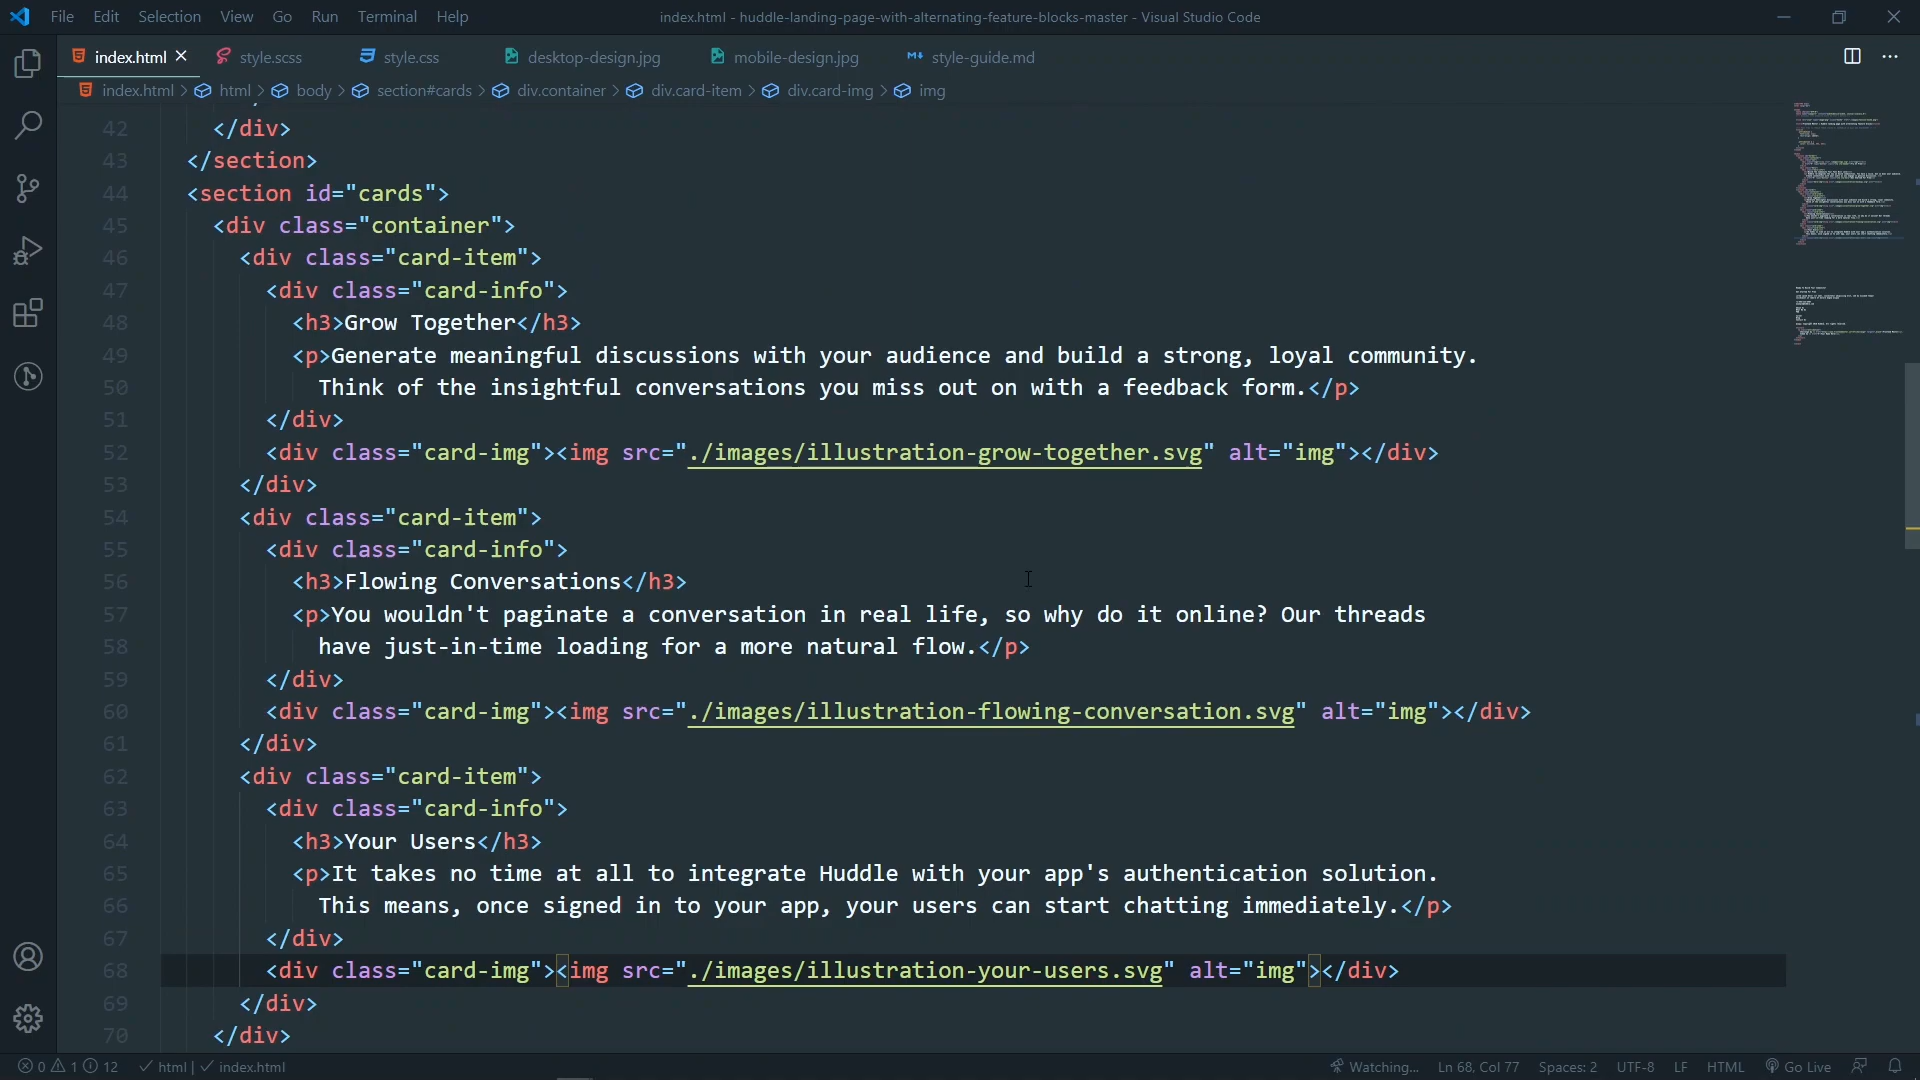 File Edit Selection View Go Run Terminal Help
index.html - huddle-landing-page-with-alternating-feature-blocks-master - Visual Studio Code
index.html style.scss style.css desktop-design.jpg mobile-design.jpg style-guide.md
index.html > html > body > section#cards > div.container > div.card-item > div.card-img > img
42 </div>
43 </section>
44 <section id="cards">
45 <div class="container">
46 <div class="card-item">
47 <div class="card-info">
48 <h3>Grow Together</h3>
49 <p>Generate meaningful discussions with your audience and build a strong, loyal community.
50 Think of the insightful conversations you miss out on with a feedback form.</p>
51 </div>
52 <div class="card-img"><img src="./images/illustration-grow-together.svg" alt="img"></div>
53 </div>
54 <div class="card-item">
55 <div class="card-info">
56 <h3>Flowing Conversations</h3>
57 <p>You wouldn't paginate a conversation in real life, so why do it online? Our threads
58 have just-in-time loading for a more natural flow.</p>
59 </div>
60 <div class="card-img"><img src="./images/illustration-flowing-conversation.svg" alt="img"></div>
61 </div>
62 <div class="card-item">
63 <div class="card-info">
64 <h3>Your Users</h3>
65 <p>It takes no time at all to integrate Huddle with your app's authentication solution.
66 This means, once signed in to your app, your users can start chatting immediately.</p>
67 </div>
68 <div class="card-img"><img src="./images/illustration-your-users.svg" alt="img"></div>
69 </div>
70 </div>
0 1 12 html | index.html Watching... Ln 68, Col 77 Spaces: 2 UTF-8 LF HTML Go Live